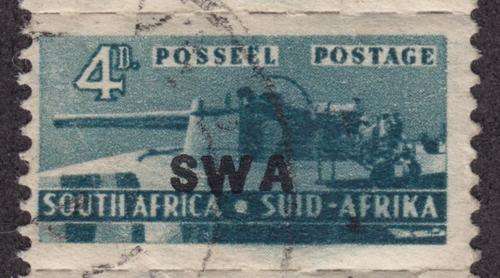 4D. POSSEEL POSTAGE
SWA
SOUTH AFRICA • SUID-AFRIKA